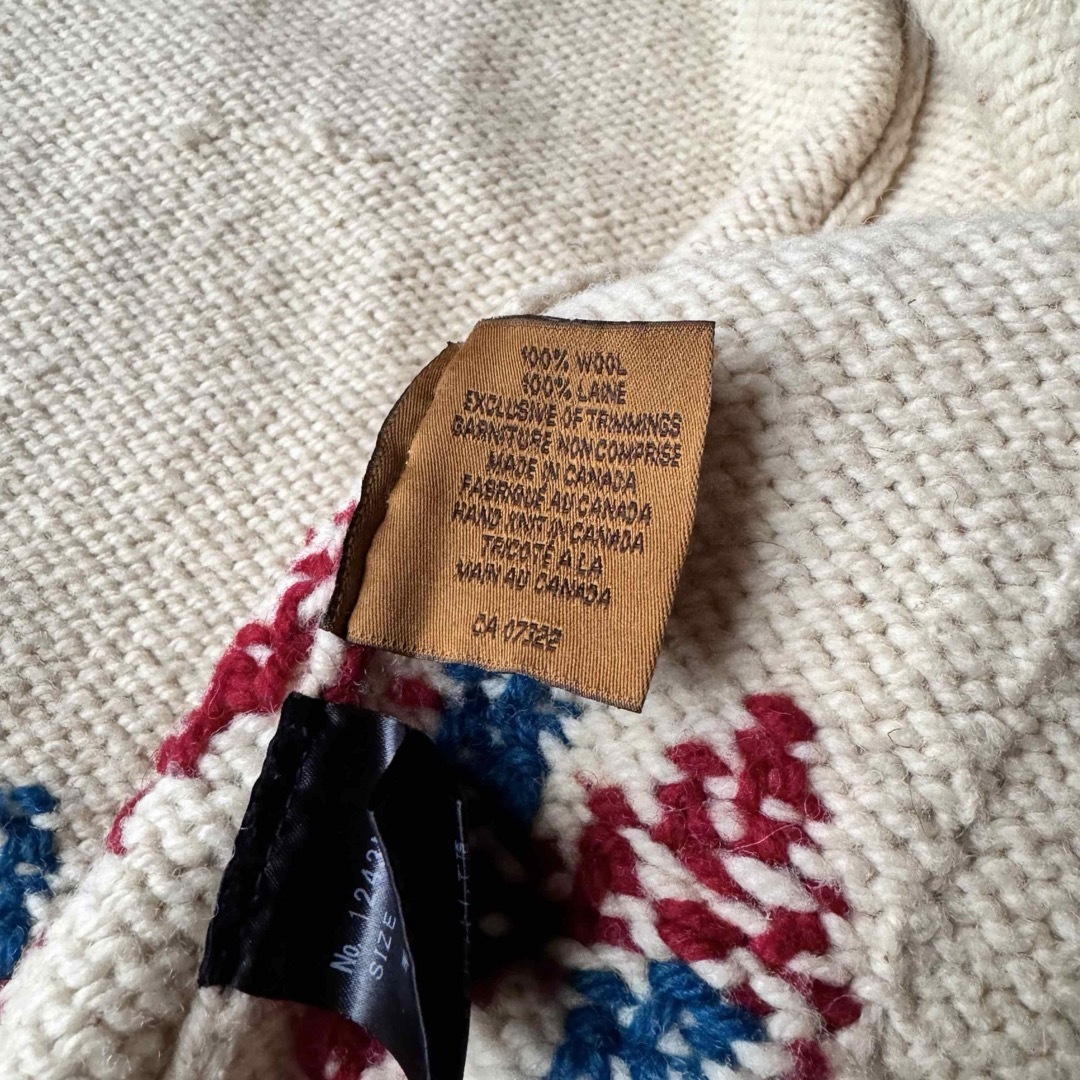 100% WOOL
100% LAINE
EXCLUSIVE OF TRIMMINGS
GARNITURE NON COMPRISE
MADE IN CANADA
FABRIQUÉ AU CANADA
HAND KNIT IN CANADA
TRICOTÉ A LA
MAIN AU CANADA
CA 07322
No. 1242
SIZE